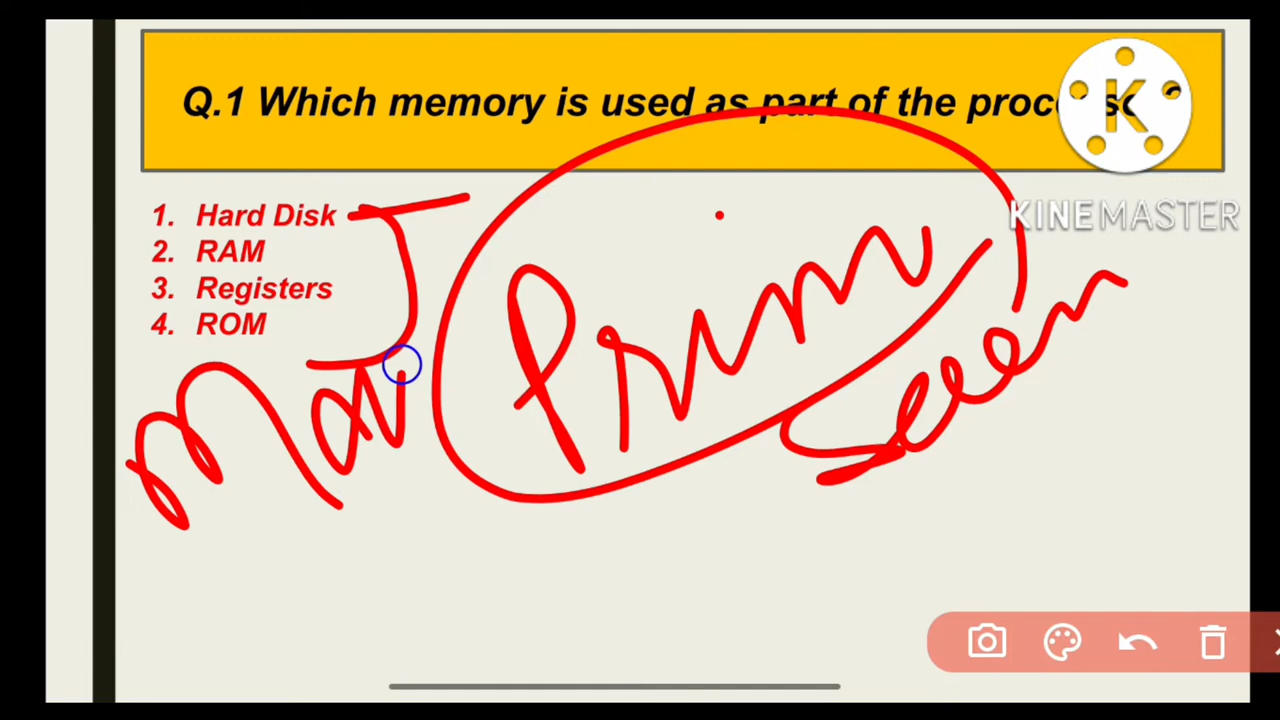 Q.1 Which memory is used as part of the
K
KINEMASTER
1. Hard Disk
2. RAM
3. Registers
4. ROM
Prim